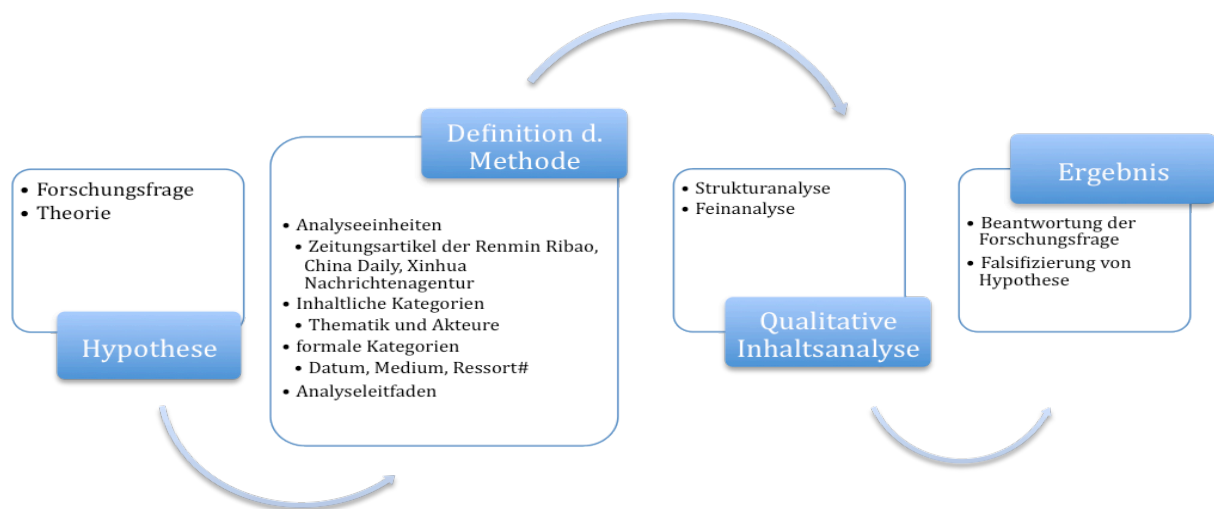 • Forschungsfrage
• Theorie
Hypothese
Definition d.
Methode
• Analyseeinheiten
• Zeitungsartikel der Renmin Ribao,
China Daily, Xinhua
Nachrichtenagentur
• Inhaltliche Kategorien
• Thematik und Akteure
• formale Kategorien
• Datum, Medium, Ressort#
• Analyseleitfaden
• Strukturanalyse
• Feinanalyse
Qualitative
Inhaltsanalyse
Ergebnis
• Beantwortung der
Forschungsfrage
• Falsifizierung von
Hypothese